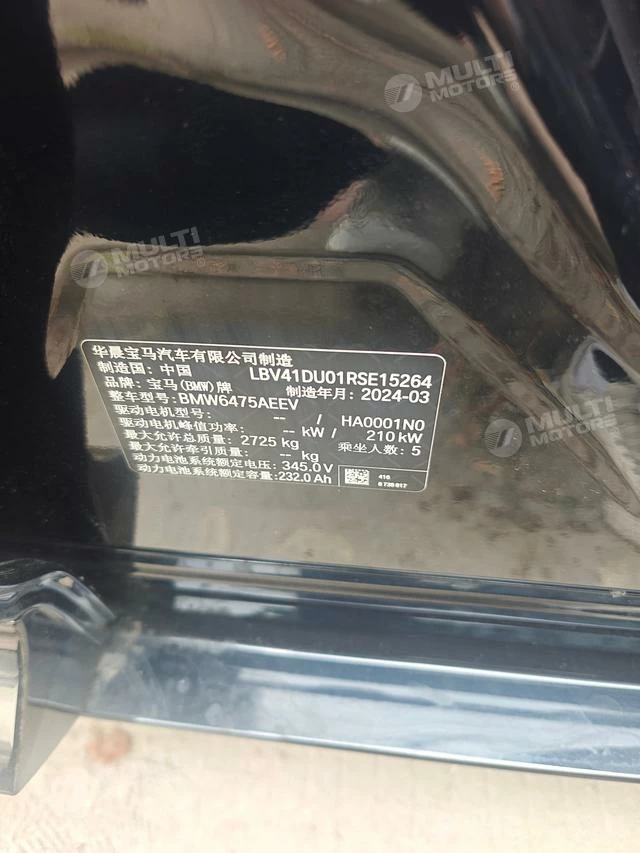 MULTI MOTORS®
MULTI MOTORS®
华晨宝马汽车有限公司制造
制造国: 中国 LBV41DU01RSE15264
品牌: 宝马(BMW)牌 制造年月: 2024-03
整车型号: BMW6475AEEV
驱动电机型号: -- / HA0001N0
驱动电机峰值功率: -- kW / 210 kW
最大允许总质量: 2725 kg 乘坐人数: 5
最大允许牵引质量: -- kg
动力电池系统额定电压: 345.0 V
动力电池系统额定容量: 232.0 Ah
416
MULTI MOTORS®